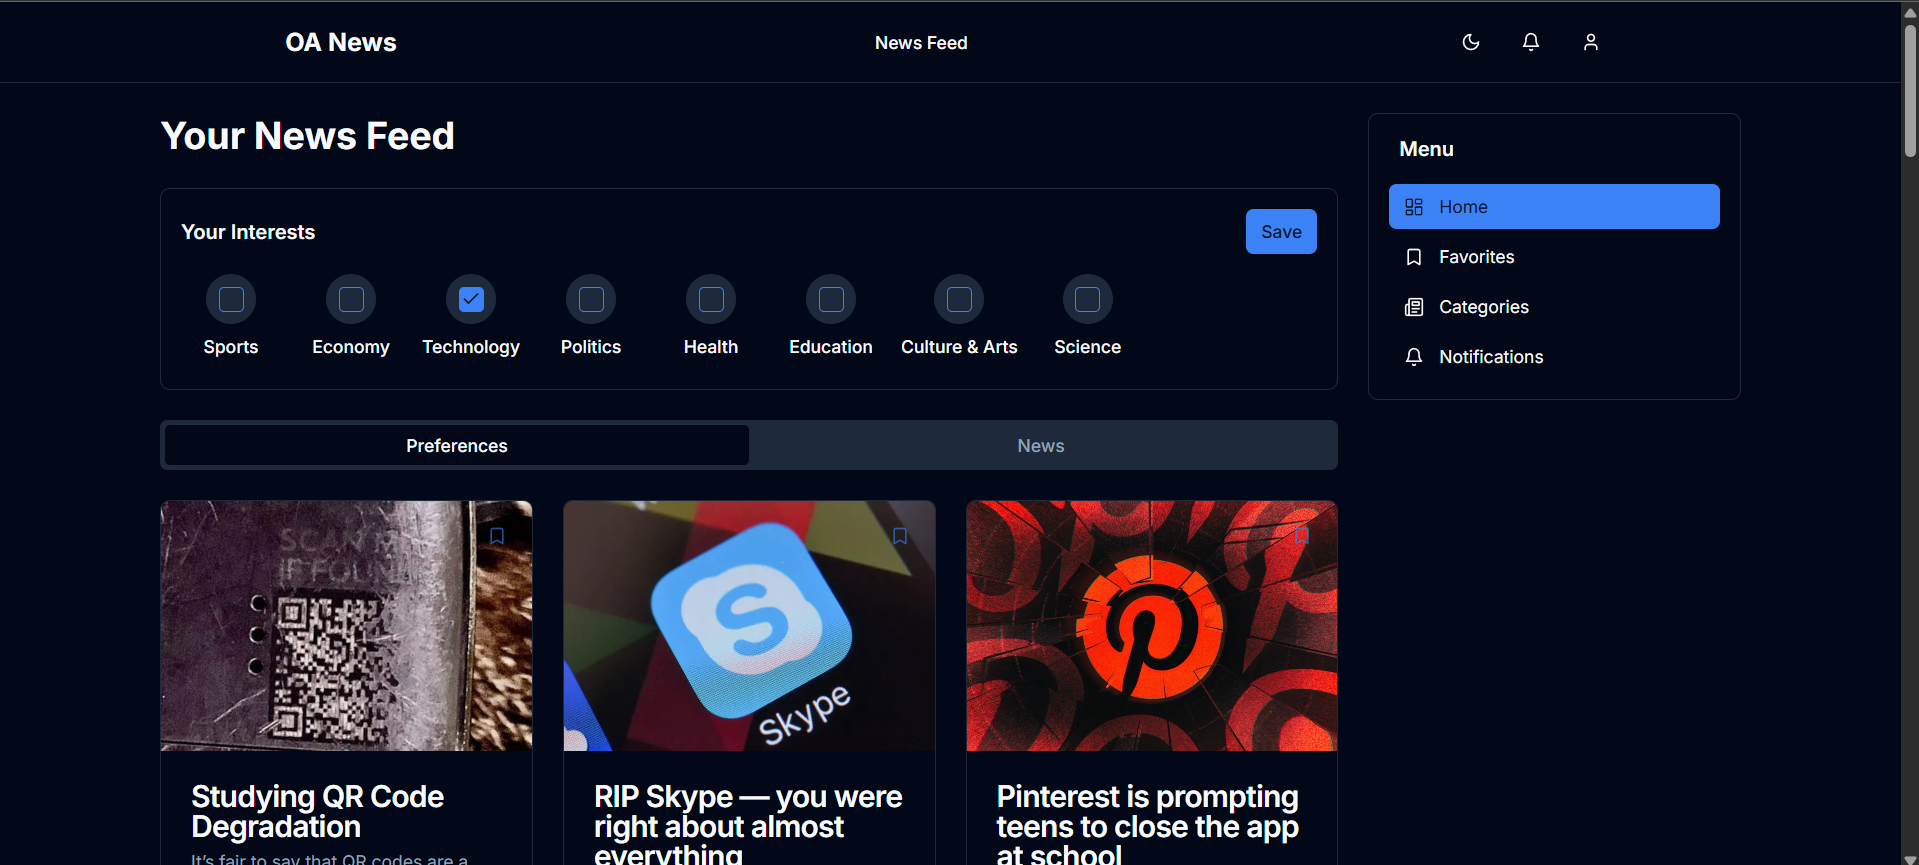 OA News
News Feed
Your News Feed
Menu
Home
Favorites
Categories
Notifications
Your Interests
Save
Sports
Economy
Technology
Politics
Health
Education
Culture & Arts
Science
Preferences
News
SCAN
IF FOUN
Skype
Studying QR Code
Degradation
It's fair to say that QR codes are a
RIP Skype — you were
right about almost
everything
Pinterest is prompting
teens to close the app
at school